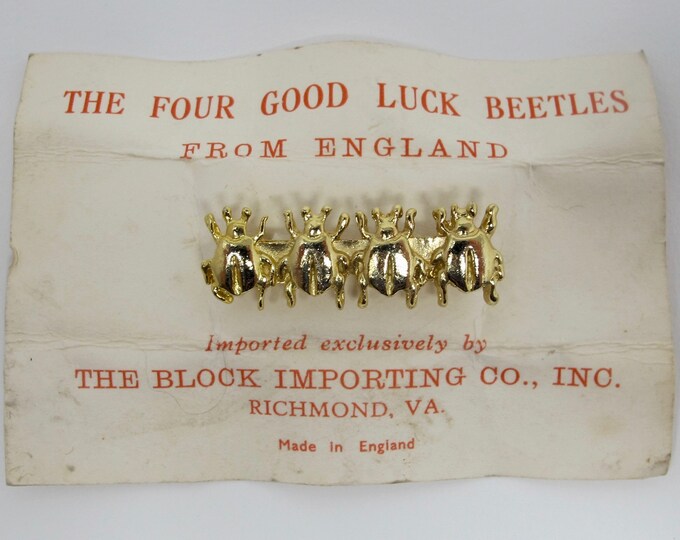 THE FOUR GOOD LUCK BEETLES
FROM ENGLAND
Imported exclusively by
THE BLOCK IMPORTING CO., INC.
RICHMOND, VA.
Made in England